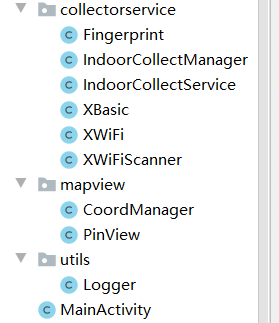 collectorservice
Fingerprint
IndoorCollectManager
IndoorCollectService
XBasic
XWiFi
XWiFiScanner
mapview
CoordManager
PinView
utils
Logger
MainActivity